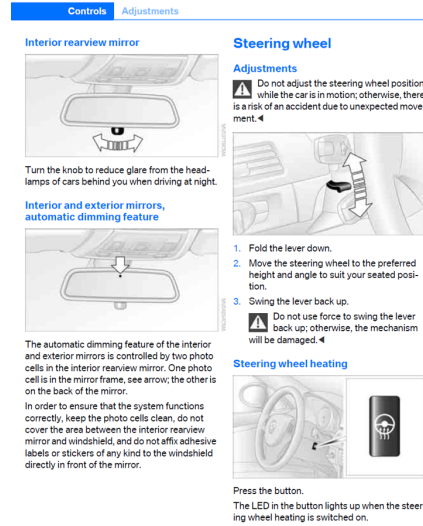 Controls Adjustments
Interior rearview mirror
Turn the knob to reduce glare from the head-
lamps of cars behind you when driving at night.
Interior and exterior mirrors,
automatic dimming feature
The automatic dimming feature of the interior
and exterior mirrors is controlled by two photo
cells in the interior rearview mirror. One photo
cell is in the mirror frame, see arrow; the other is
on the back of the mirror.
In order to ensure that the system functions
correctly, keep the photo cells clean, do not
cover the area between the interior rearview
mirror and windshield, and do not affix adhesive
labels or stickers of any kind to the windshield
directly in front of the mirror.
Steering wheel
Adjustments
Do not adjust the steering wheel position
while the car is in motion; otherwise, there
is a risk of an accident due to unexpected move
ment.◀
1. Fold the lever down.
2. Move the steering wheel to the preferred
height and angle to suit your seated posi-
tion.
3. Swing the lever back up.
Do not use force to swing the lever
back up; otherwise, the mechanism
will be damaged.◀
Steering wheel heating
Press the button.
The LED in the button lights up when the steer
ing wheel heating is switched on.